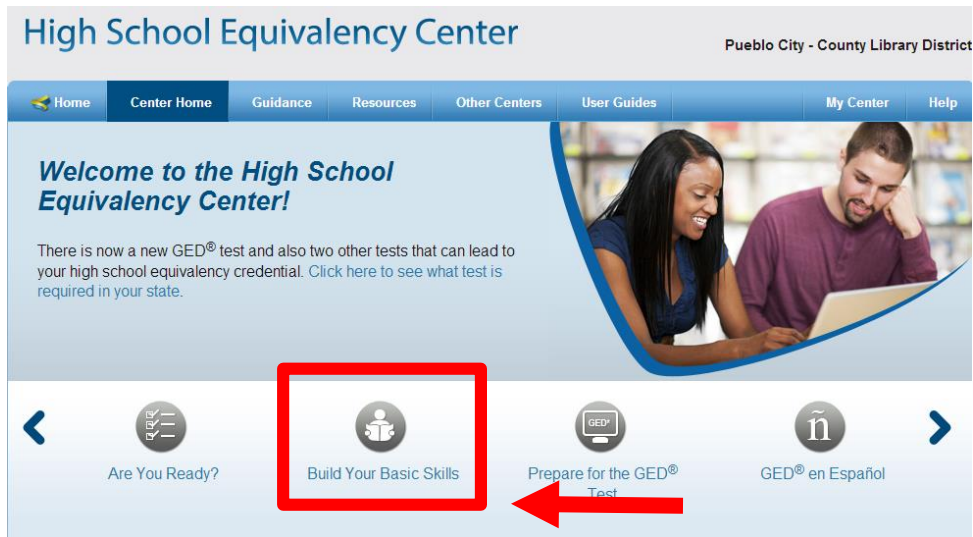 High School Equivalency Center
Pueblo City - County Library District
Home Center Home Guidance Resources Other Centers User Guides My Center Help
Welcome to the High School
Equivalency Center!
There is now a new GED® test and also two other tests that can lead to
your high school equivalency credential. Click here to see what test is
required in your state.
GED®
ñ
Are You Ready? Build Your Basic Skills Prepare for the GED® GED® en Español
Test